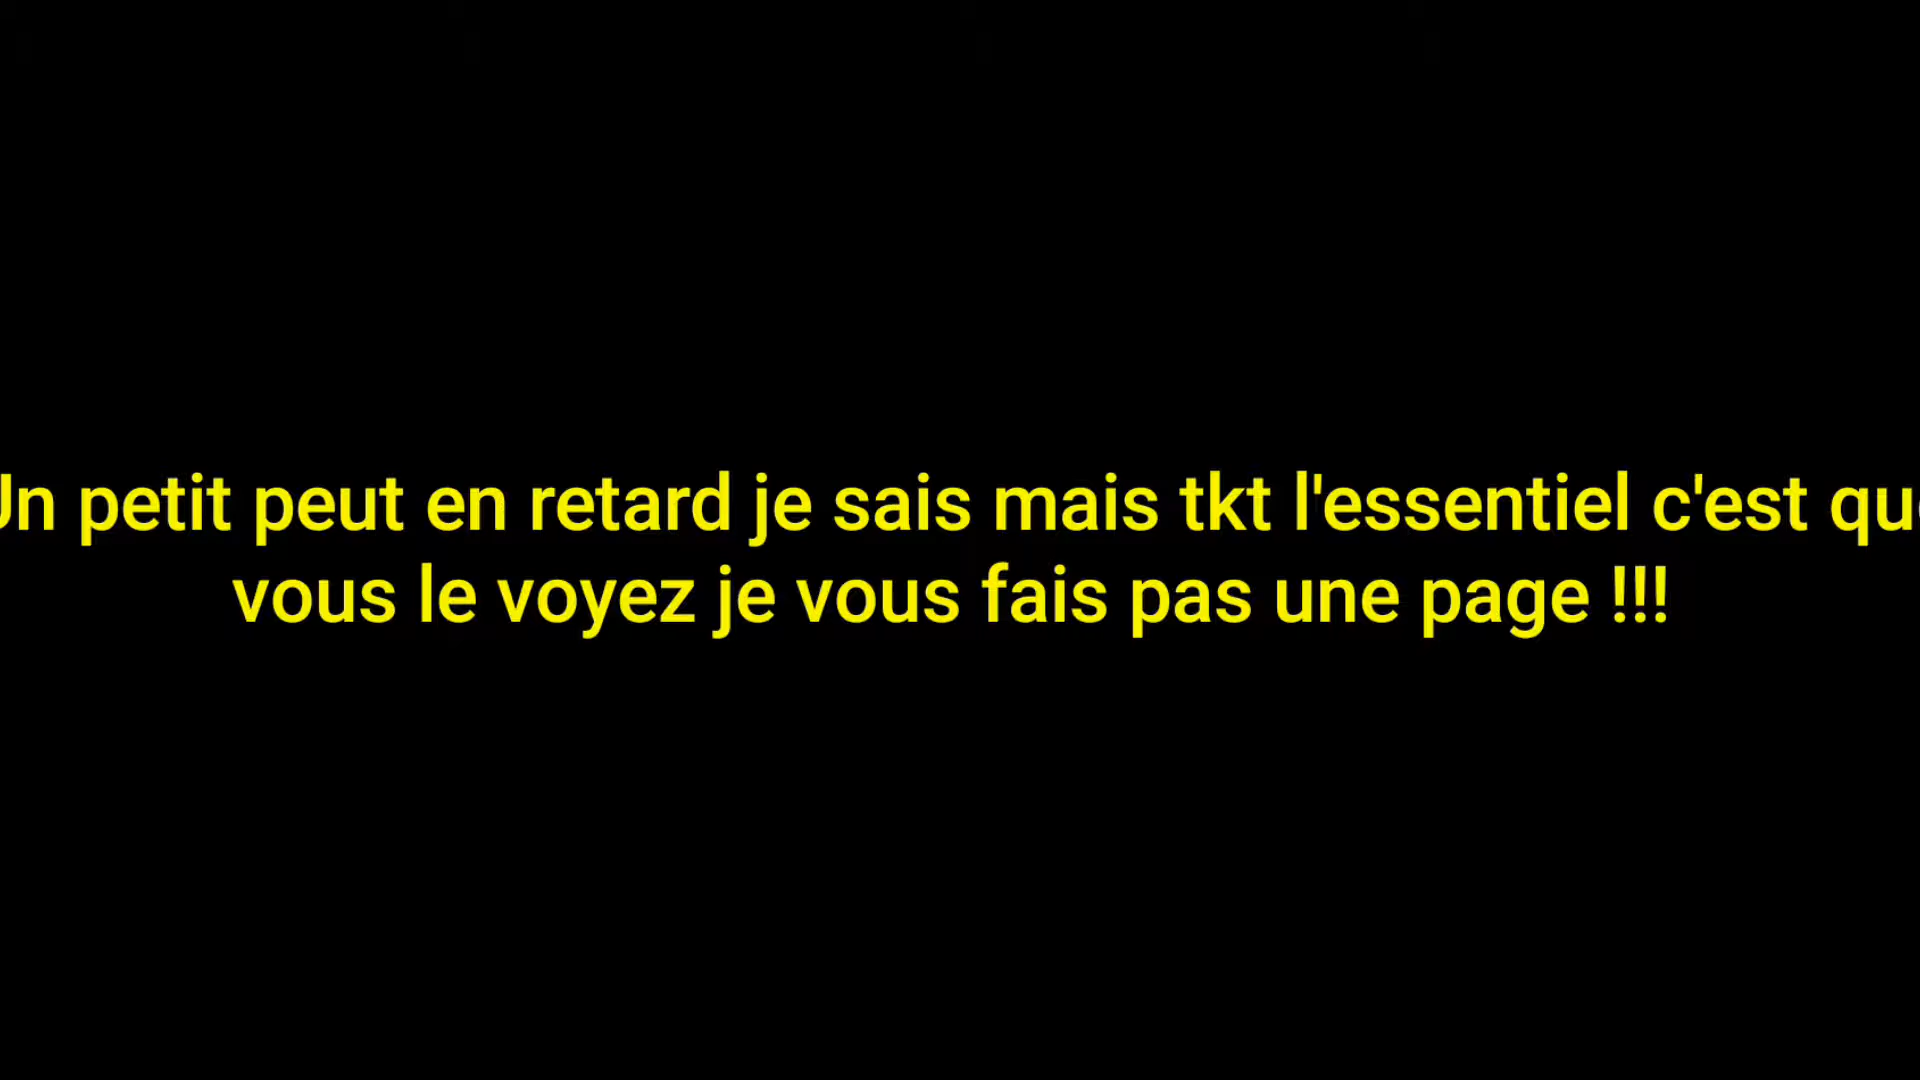 Un petit peut en retard je sais mais tkt l'essentiel c'est que
vous le voyez je vous fais pas une page !!!